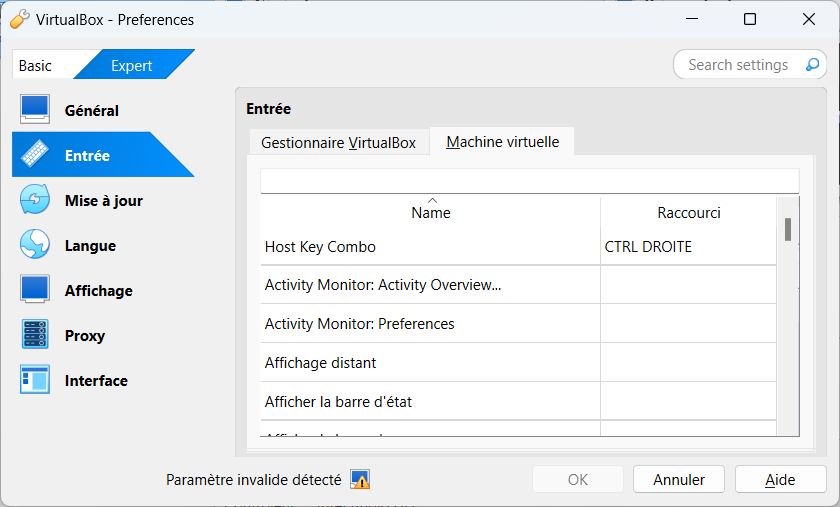 VirtualBox - Preferences
Basic
Expert
Search settings
Général
Entrée
Mise à jour
Langue
Affichage
Proxy
Interface
Entrée
Gestionnaire VirtualBox
Machine virtuelle
Name
Raccourci
Host Key Combo
CTRL DROITE
Activity Monitor: Activity Overview...
Activity Monitor: Preferences
Affichage distant
Afficher la barre d'état
Paramètre invalide détecté
OK
Annuler
Aide